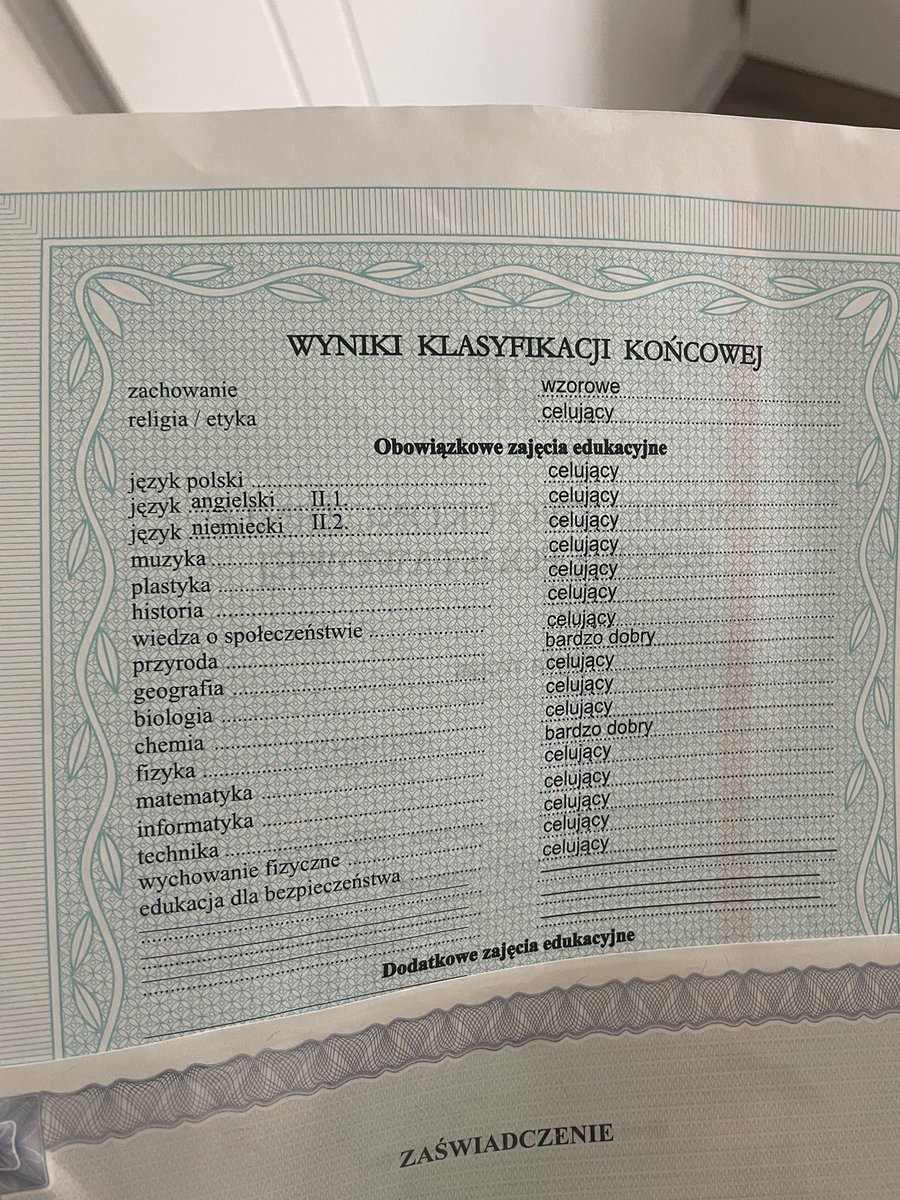 WYNIKI KLASYFIKACJI KOŃCOWEJ
zachowanie wzorowe
religia / etyka celujący
Obowiązkowe zajęcia edukacyjne
język polski celujący
język angielski II.1. celujący
język niemiecki II.2. celujący
muzyka celujący
plastyka celujący
historia celujący
wiedza o społeczeństwie celujący
przyroda bardzo dobry
geografia celujący
biologia celujący
chemia celujący
fizyka bardzo dobry
matematyka celujący
informatyka celujący
technika celujący
wychowanie fizyczne celujący
edukacja dla bezpieczeństwa celujący
Dodatkowe zajęcia edukacyjne
ZAŚWIADCZENIE